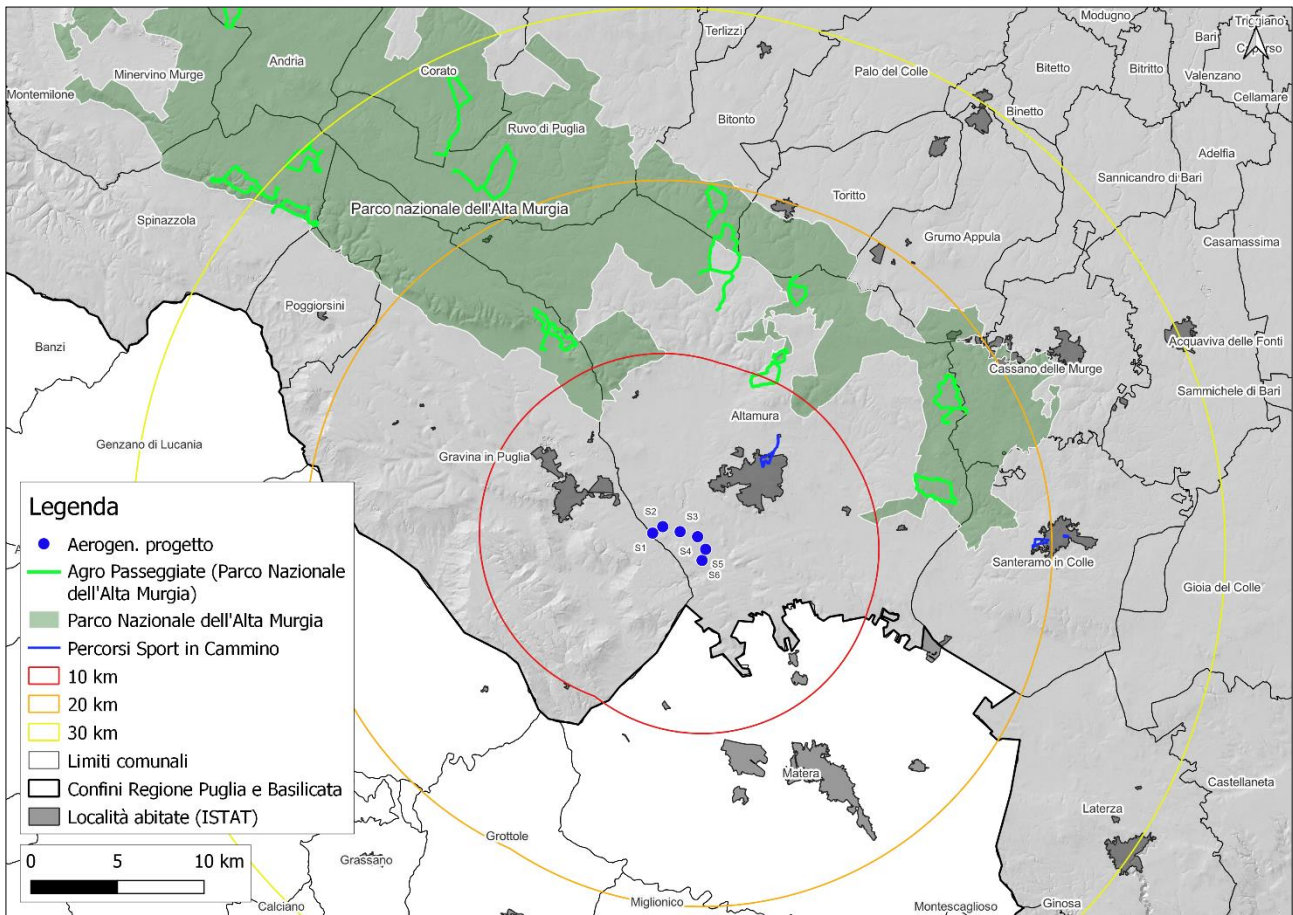 Modugno
Triggiano
Terlizzi
Bari
Capurso
Andria
Corato
Palo del Colle
Bitetto
Bitritto
Valenzano
Minervino Murge
Montemilone
Cellamare
Binetto
Bitonto
Ruvo di Puglia
Adelfia
Sannicandro di Bari
Toritto
Parco nazionale dell'Alta Murgia
Spinazzola
Grumo Appula
Casamassima
Poggiorsini
Banzi
Acquaviva delle Fonti
Cassano delle Murge
Sammichele di Bari
Altamura
Genzano di Lucania
Gravina in Puglia
S2
S3
S1
S4
S5
S6
Santeramo in Colle
Gioia del Colle
Legenda
Aerogen. progetto
Agro Passeggiate (Parco Nazionale
dell'Alta Murgia)
Parco Nazionale dell'Alta Murgia
Percorsi Sport in Cammino
10 km
20 km
30 km
Limiti comunali
Confini Regione Puglia e Basilicata
Località abitate (ISTAT)
0 5 10 km
Matera
Castellaneta
Laterza
Grottole
Grassano
Calciano
Miglionico
Montescaglioso
Ginosa